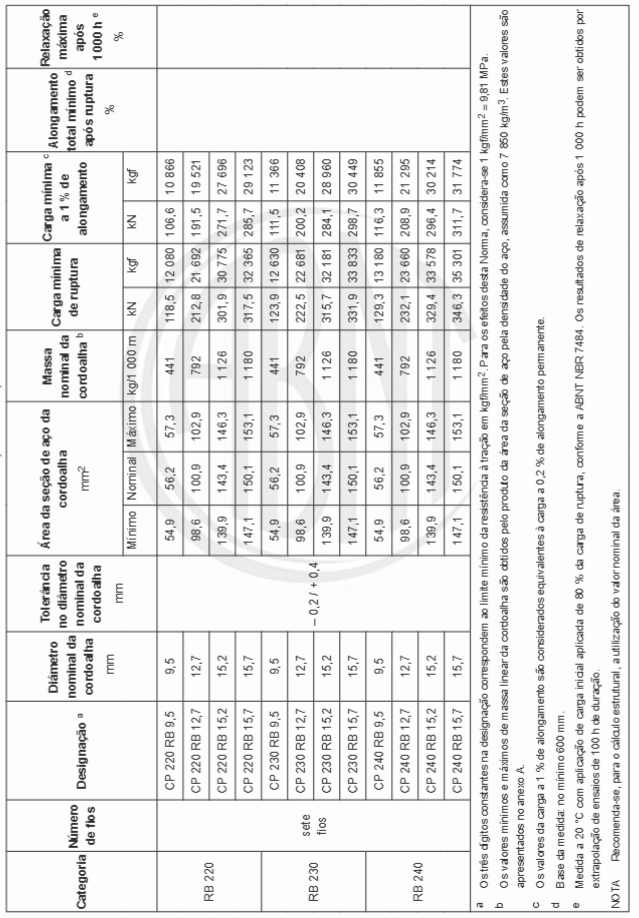 Categoria | Número de fios | Designação a | Diâmetro nominal da cordoalha mm | Tolerância no diâmetro nominal da cordoalha mm | Área da seção de aço da cordoalha mm² | Massa nominal da cordoalha b | Carga mínima de ruptura | Carga mínima c a 1 % de alongamento | Alongamento total mínimo d após ruptura % | Relaxação máxima após 1000 h e %
Mínimo | Nominal | Máximo | kg/1 000 m | kN | kgf | kN | kgf
RB 220 | sete fios | CP 220 RB 9,5 | 9,5 | – 0,2 / + 0,4 | 54,9 | 56,2 | 57,3 | 441 | 118,5 | 12 080 | 106,6 | 10 866
CP 220 RB 12,7 | 12,7 | 98,6 | 100,9 | 102,9 | 792 | 212,8 | 21 692 | 191,5 | 19 521
CP 220 RB 15,2 | 15,2 | 139,9 | 143,4 | 146,3 | 1 126 | 301,9 | 30 775 | 271,7 | 27 696
CP 220 RB 15,7 | 15,7 | 147,1 | 150,1 | 153,1 | 1 180 | 317,5 | 32 365 | 285,7 | 29 123
RB 230 | CP 230 RB 9,5 | 9,5 | 54,9 | 56,2 | 57,3 | 441 | 123,9 | 12 630 | 111,5 | 11 366
CP 230 RB 12,7 | 12,7 | 98,6 | 100,9 | 102,9 | 792 | 222,5 | 22 681 | 200,2 | 20 408
CP 230 RB 15,2 | 15,2 | 139,9 | 143,4 | 146,3 | 1 126 | 315,7 | 32 181 | 284,1 | 28 960
CP 230 RB 15,7 | 15,7 | 147,1 | 150,1 | 153,1 | 1 180 | 331,9 | 33 833 | 298,7 | 30 449
RB 240 | CP 240 RB 9,5 | 9,5 | 54,9 | 56,2 | 57,3 | 441 | 129,3 | 13 180 | 116,3 | 11 855
CP 240 RB 12,7 | 12,7 | 98,6 | 100,9 | 102,9 | 792 | 232,1 | 23 660 | 208,9 | 21 295
CP 240 RB 15,2 | 15,2 | 139,9 | 143,4 | 146,3 | 1 126 | 329,4 | 33 578 | 296,4 | 30 214
CP 240 RB 15,7 | 15,7 | 147,1 | 150,1 | 153,1 | 1 180 | 346,3 | 35 301 | 311,7 | 31 774
a Os três dígitos constantes na designação correspondem ao limite mínimo da resistência à tração em kgf/mm². Para os efeitos desta Norma, considera-se 1 kgf/mm² = 9,81 MPa.
b Os valores mínimos e máximos de massa linear da cordoalha são obtidos pelo produto da área da seção de aço pela densidade do aço, assumida como 7 850 kg/m³. Estes valores são
apresentados no anexo A.
c Os valores da carga a 1 % de alongamento são considerados equivalentes à carga a 0,2 % de alongamento permanente.
d Base da medida: no mínimo 600 mm.
e Medida a 20 °C com aplicação de carga inicial aplicada de 80 % da carga de ruptura, conforme a ABNT NBR 7484. Os resultados de relaxação após 1 000 h podem ser obtidos por
extrapolação de ensaios de 100 h de duração.
NOTA Recomenda-se, para o cálculo estrutural, a utilização do valor nominal da área.